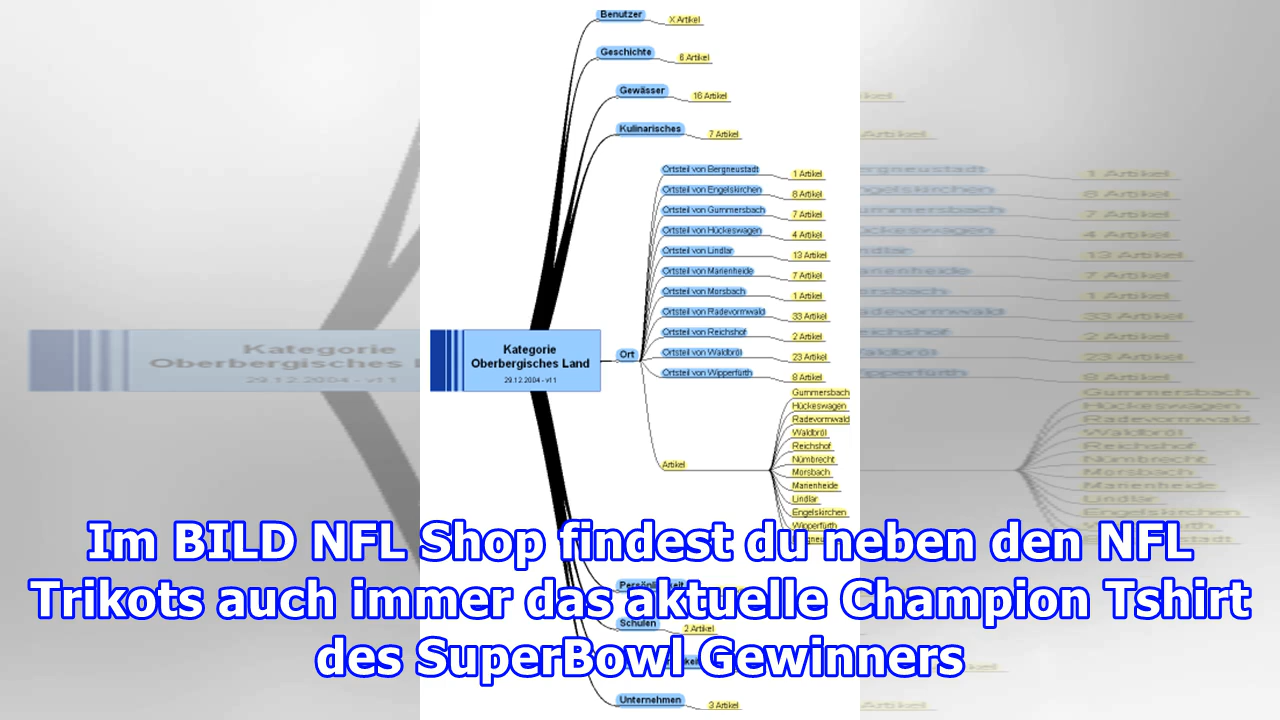 Benutzer X Artikel
Geschichte 6 Artikel
Gewässer 16 Artikel
Kulinarisches 7 Artikel
Ortsteil von Bergneustadt 1 Artikel
Ortsteil von Engelskirchen 8 Artikel
Ortsteil von Gummersbach 7 Artikel
Ortsteil von Hückeswagen 4 Artikel
Ortsteil von Lindlar 13 Artikel
Ortsteil von Marienheide 7 Artikel
Ortsteil von Morsbach 1 Artikel
Ortsteil von Radevormwald 33 Artikel
Ortsteil von Reichshof 2 Artikel
Ortsteil von Waldbröl 23 Artikel
Ortsteil von Wipperfürth 8 Artikel
Kategorie
Oberbergisches Land
29.12.2004 - v11
Ort
Artikel
Gummersbach
Hückeswagen
Radevormwald
Waldbröl
Reichshof
Nümbrecht
Morsbach
Marienheide
Lindlar
Engelskirchen
Wipperfürth
Im BILD NFL Shop findest du neben den NFL
Trikots auch immer das aktuelle Champion Tshirt
des SuperBowl Gewinners
Schulen 2 Artikel
Unternehmen 3 Artikel